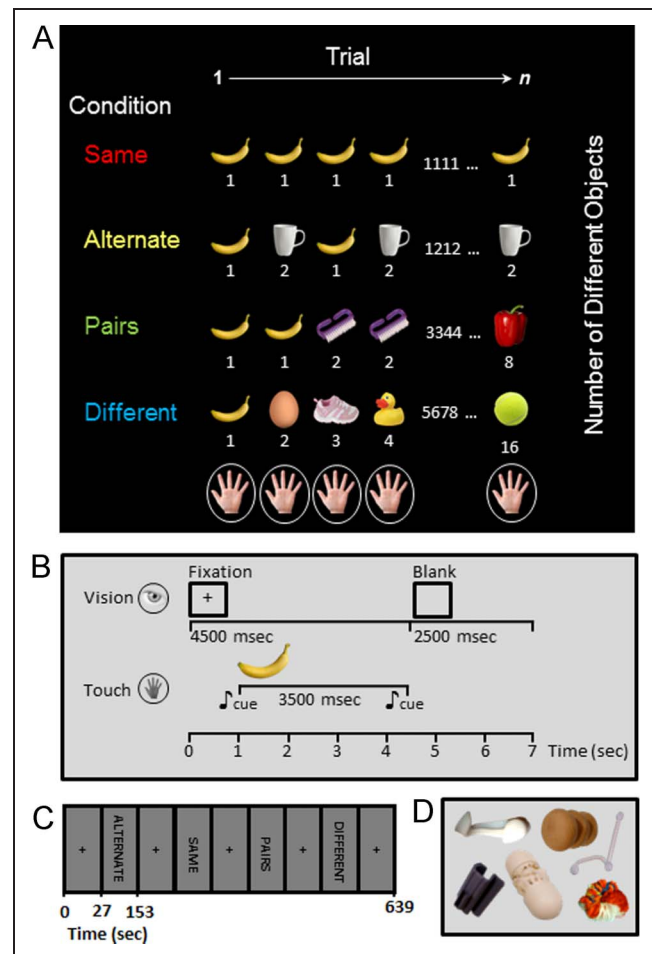 A
Trial
1 n
Condition
Same
1 1 1 1 1111 ... 1
Alternate
1 2 1 2 1212 ... 2
Pairs
1 1 2 2 3344 ... 8
Different
1 2 3 4 5678 ... 16
Number of Different Objects
B
Fixation Blank
Vision +
4500 msec 2500 msec
Touch
cue 3500 msec cue
0 1 2 3 4 5 6 7 Time (sec)
C
+ ALTERNATE + SAME + PAIRS + DIFFERENT +
0 27 153 639
Time (sec)
D